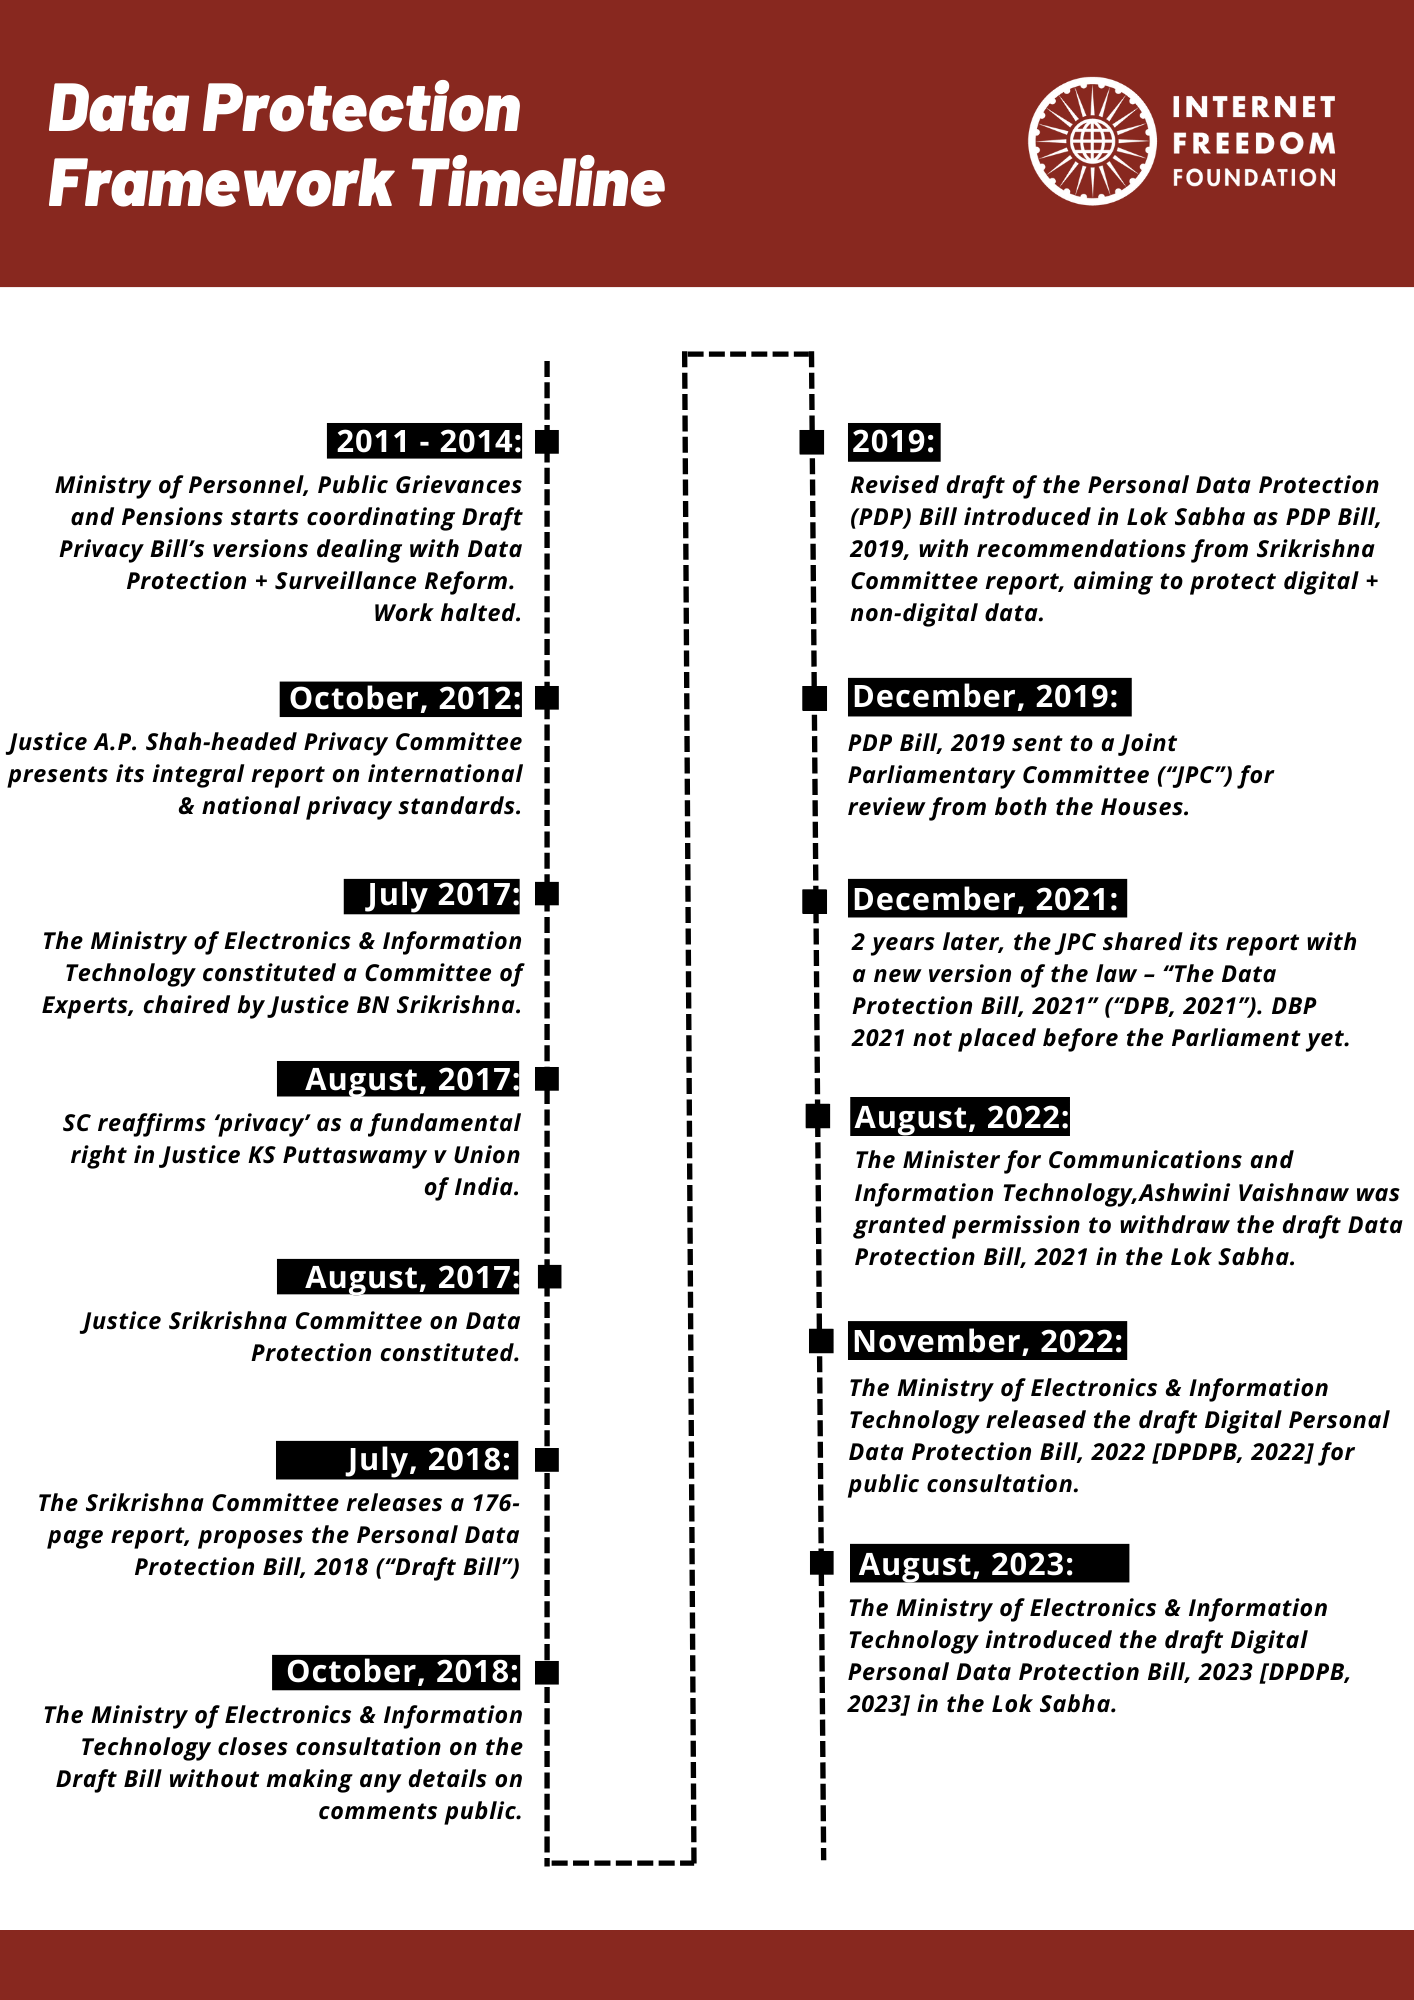 Data Protection
Framework Timeline
INTERNET
FREEDOM
FOUNDATION
2011 - 2014:
Ministry of Personnel, Public Grievances
and Pensions starts coordinating Draft
Privacy Bill’s versions dealing with Data
Protection + Surveillance Reform.
Work halted.
October, 2012:
Justice A.P. Shah-headed Privacy Committee
presents its integral report on international
& national privacy standards.
July 2017:
The Ministry of Electronics & Information
Technology constituted a Committee of
Experts, chaired by Justice BN Srikrishna.
August, 2017:
SC reaffirms ‘privacy’ as a fundamental
right in Justice KS Puttaswamy v Union
of India.
August, 2017:
Justice Srikrishna Committee on Data
Protection constituted.
July, 2018:
The Srikrishna Committee releases a 176-
page report, proposes the Personal Data
Protection Bill, 2018 (“Draft Bill”)
October, 2018:
The Ministry of Electronics & Information
Technology closes consultation on the
Draft Bill without making any details on
comments public.
2019:
Revised draft of the Personal Data Protection
(PDP) Bill introduced in Lok Sabha as PDP Bill,
2019, with recommendations from Srikrishna
Committee report, aiming to protect digital +
non-digital data.
December, 2019:
PDP Bill, 2019 sent to a Joint
Parliamentary Committee (“JPC”) for
review from both the Houses.
December, 2021:
2 years later, the JPC shared its report with
a new version of the law – “The Data
Protection Bill, 2021” (“DPB, 2021”). DBP
2021 not placed before the Parliament yet.
August, 2022:
The Minister for Communications and
Information Technology,Ashwini Vaishnaw was
granted permission to withdraw the draft Data
Protection Bill, 2021 in the Lok Sabha.
November, 2022:
The Ministry of Electronics & Information
Technology released the draft Digital Personal
Data Protection Bill, 2022 [DPDPB, 2022] for
public consultation.
August, 2023:
The Ministry of Electronics & Information
Technology introduced the draft Digital
Personal Data Protection Bill, 2023 [DPDPB,
2023] in the Lok Sabha.